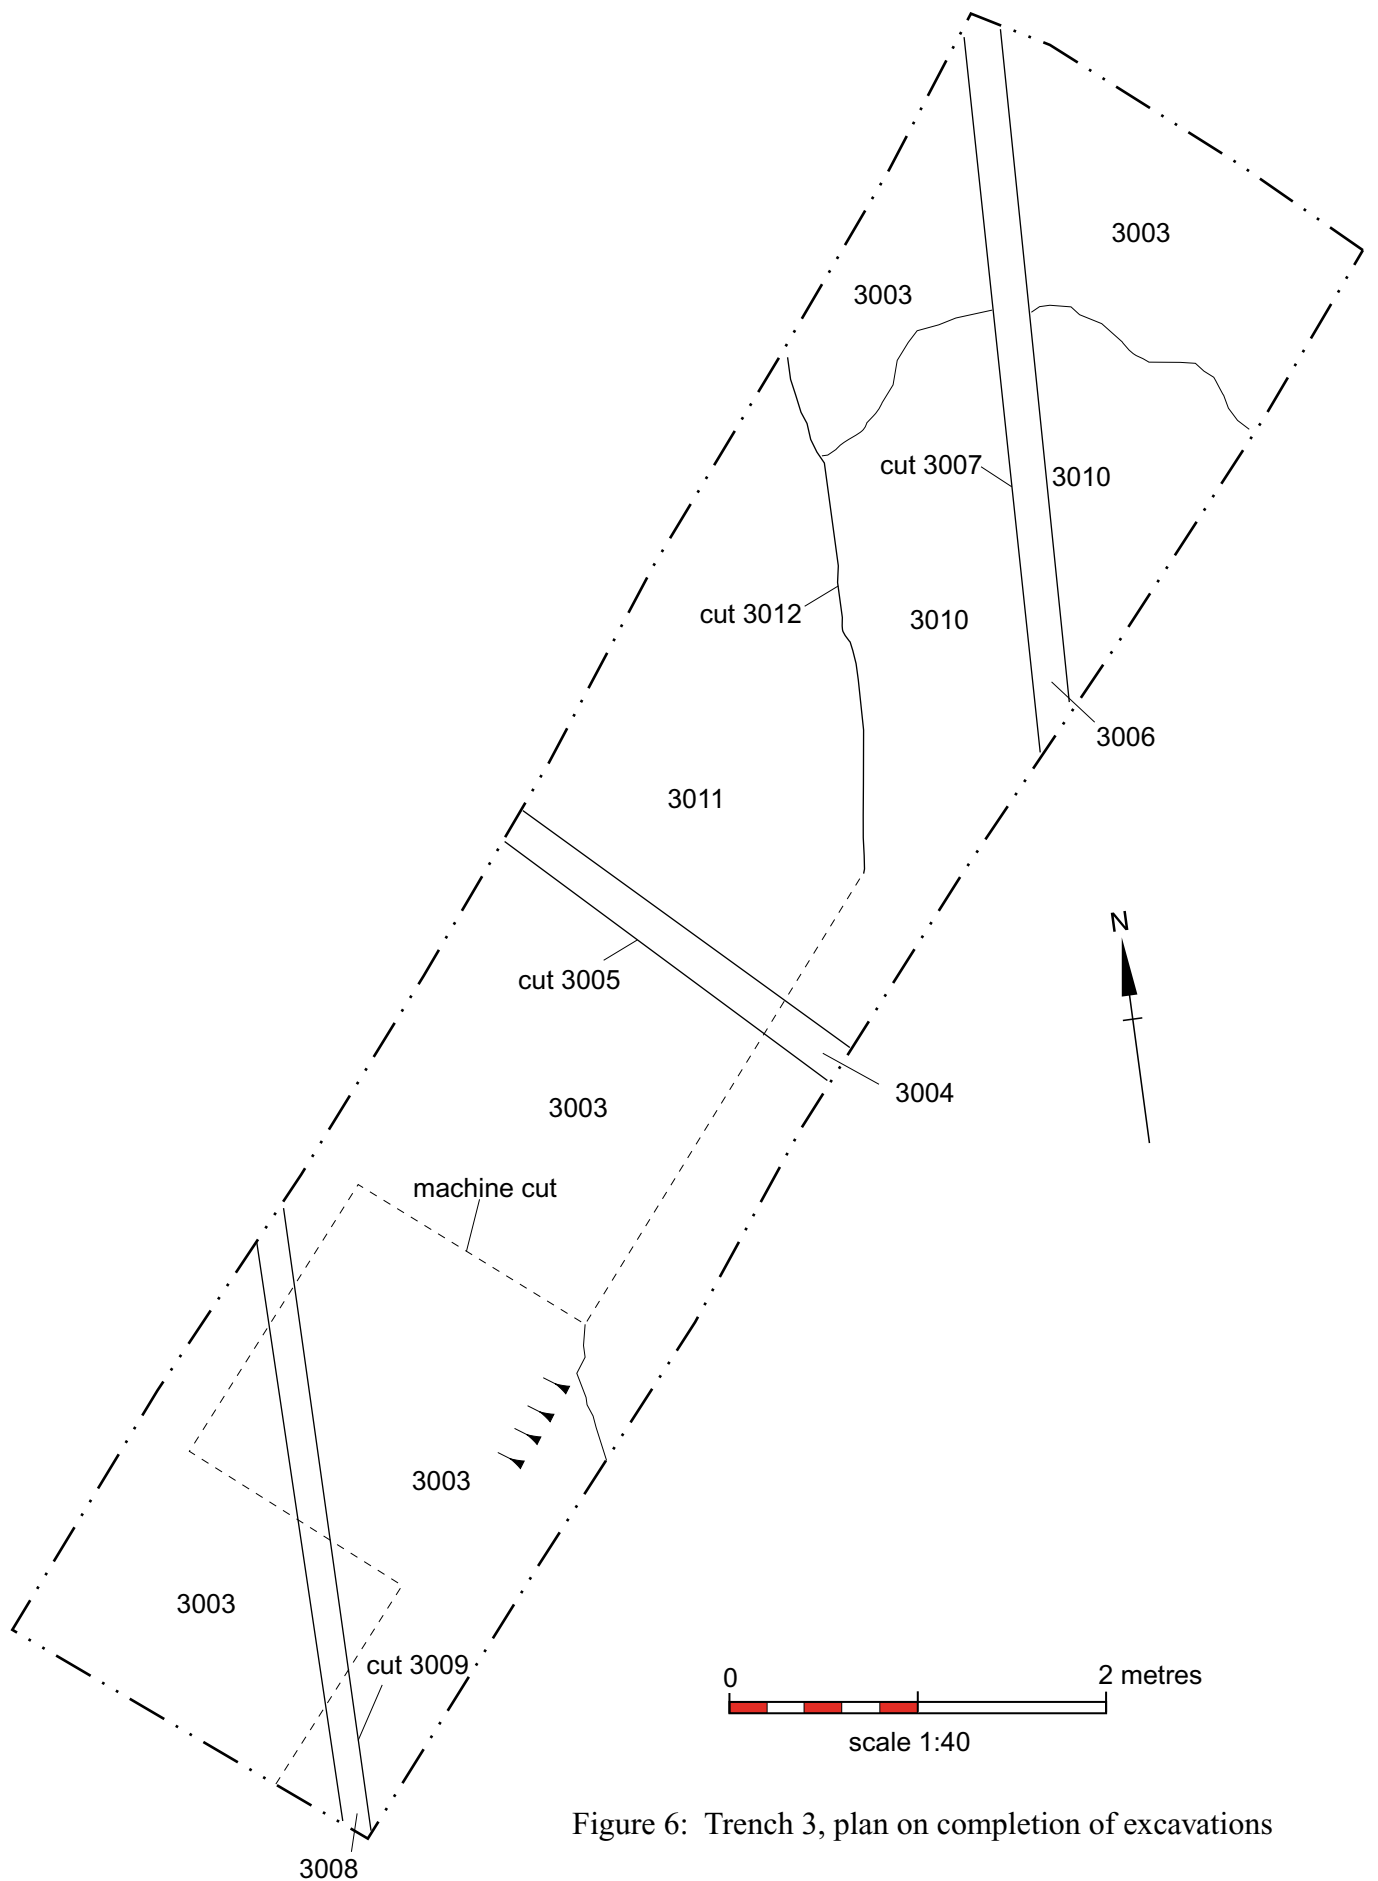 3003
3003
cut 3007
3010
cut 3012
3010
3006
3011
N
cut 3005
3004
3003
machine cut
3003
3003
cut 3009
0
2 metres
scale 1:40
Figure 6: Trench 3, plan on completion of excavations
3008